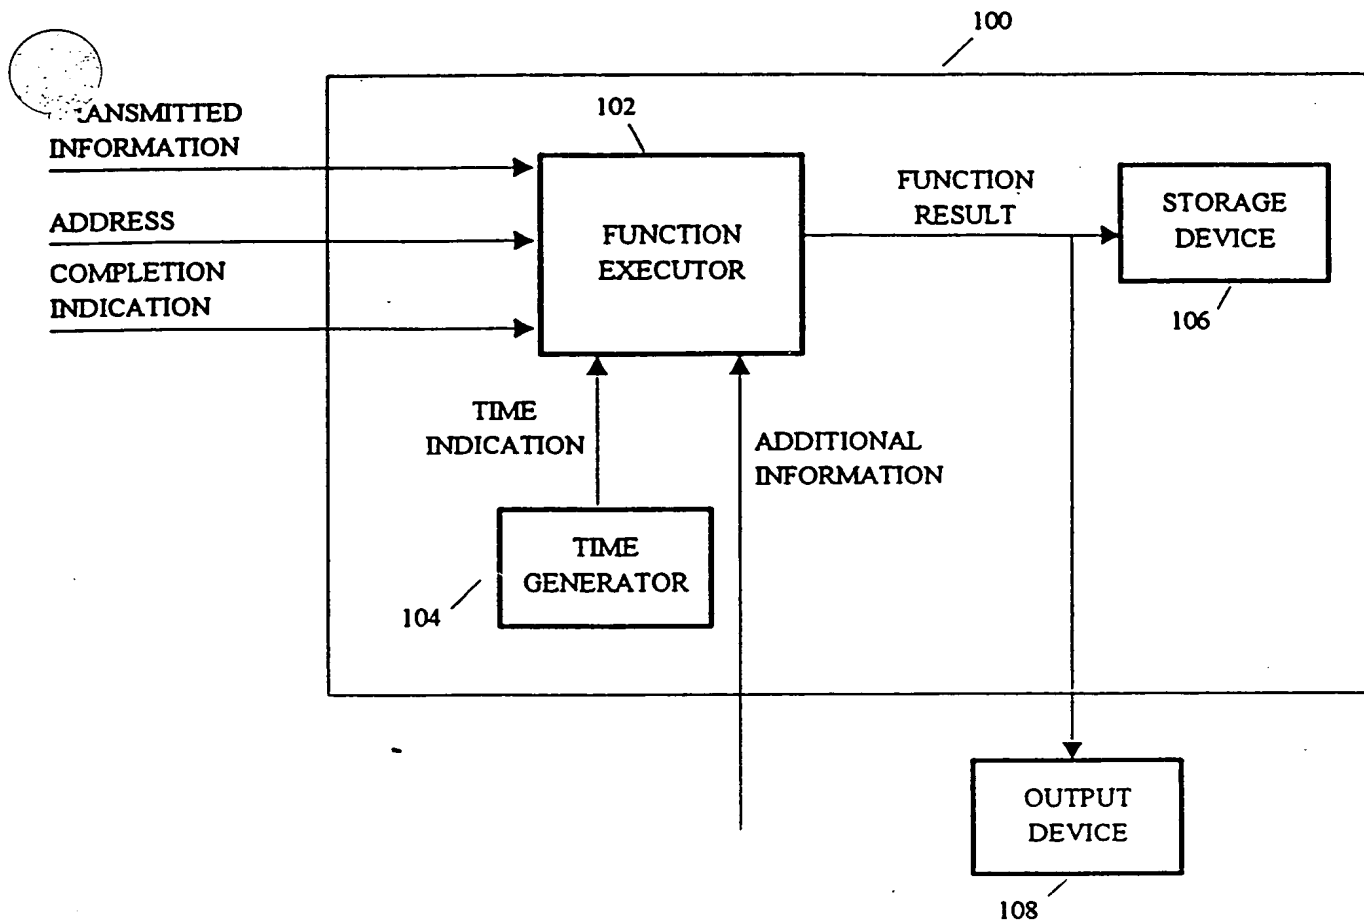 100
ANSMITTED
INFORMATION
ADDRESS
COMPLETION
INDICATION
102
FUNCTION
EXECUTOR
FUNCTION
RESULT
STORAGE
DEVICE
106
TIME
INDICATION
ADDITIONAL
INFORMATION
TIME
GENERATOR
104
OUTPUT
DEVICE
108